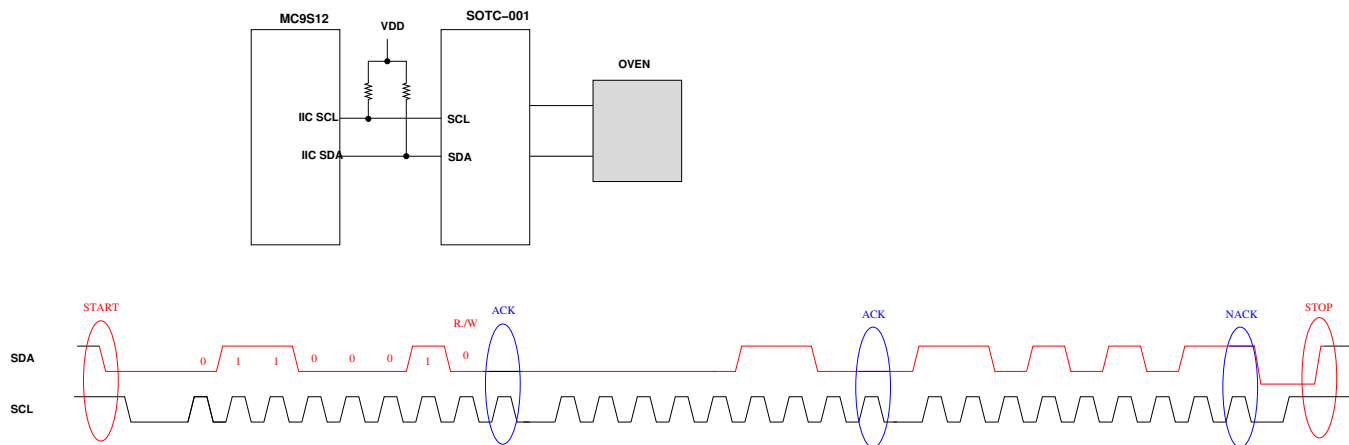 MC9S12
SOTC−001
VDD
OVEN
IIC SCL
SCL
IIC SDA
SDA
START
ACK
ACK
NACK
STOP
R./W
SDA
0 1 1 0 0 0 1 0
SCL